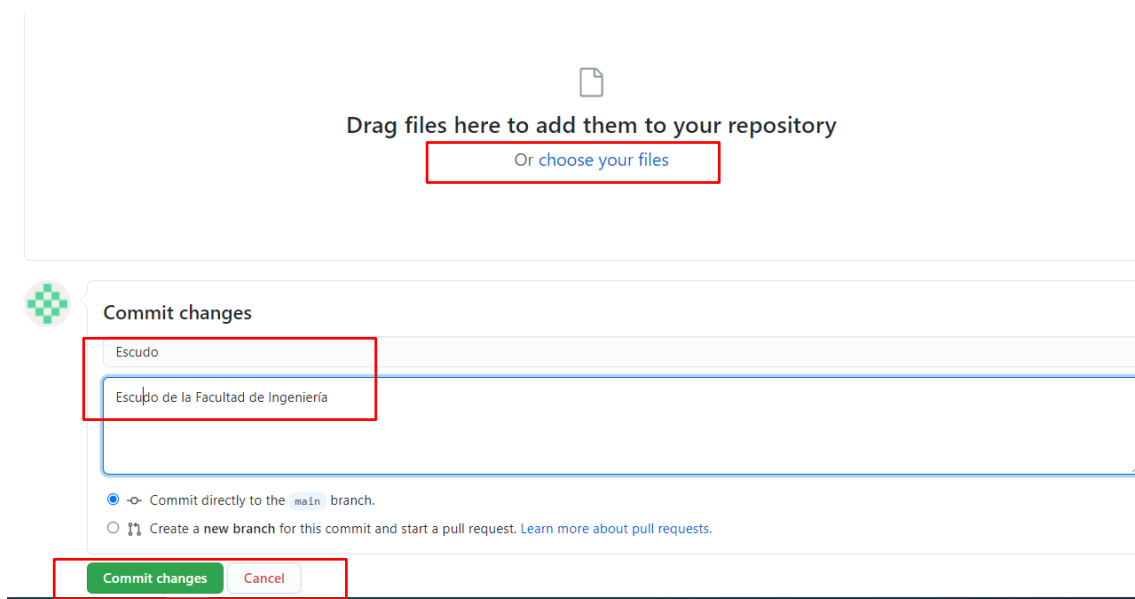 Drag files here to add them to your repository
Or choose your files
Commit changes
Escudo
Escudo de la Facultad de Ingeniería
Commit directly to the main branch.
Create a new branch for this commit and start a pull request. Learn more about pull requests.
Commit changes Cancel